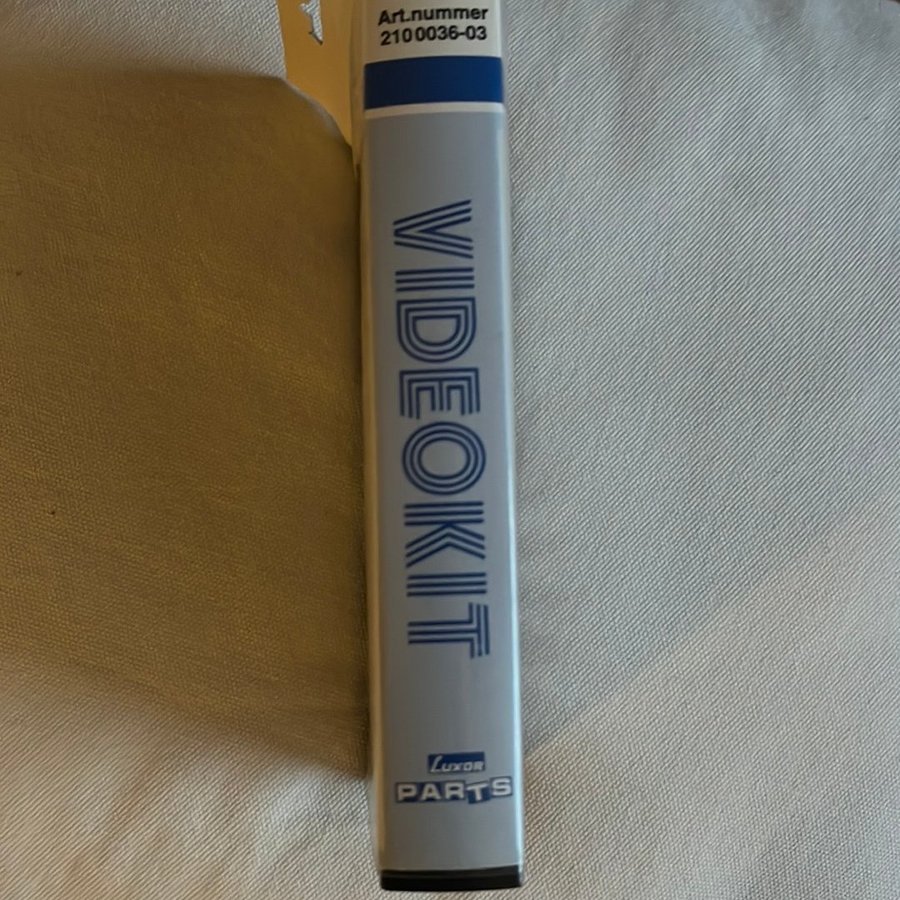 Art.nummer
2100036-03
VIDEOKIT
LUXOR
PARTS